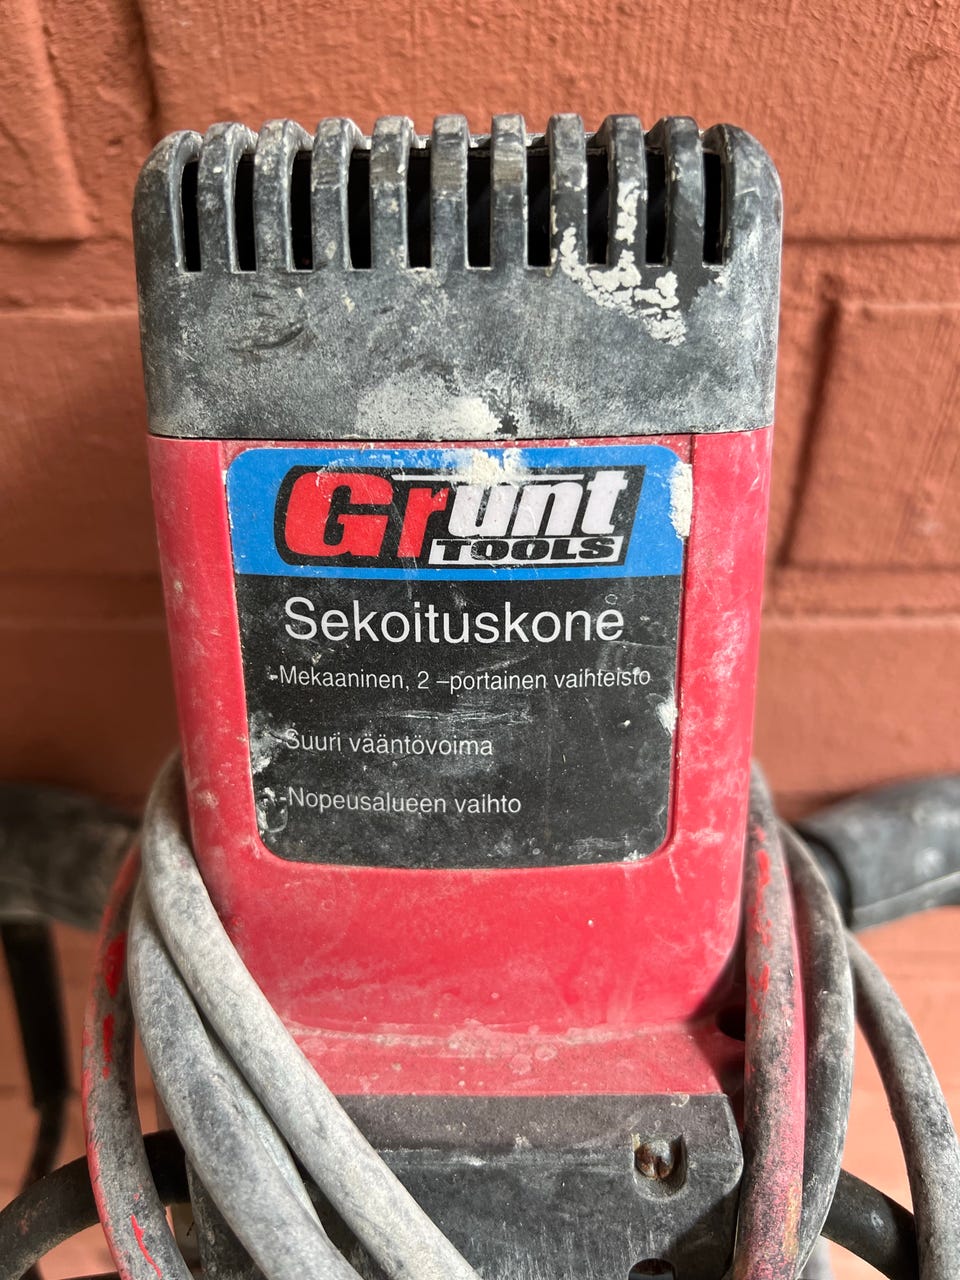 Grunt
TOOLS
Sekoituskone
-Mekaaninen, 2 –portainen vaihteisto
-Suuri vääntövoima
-Nopeusalueen vaihto